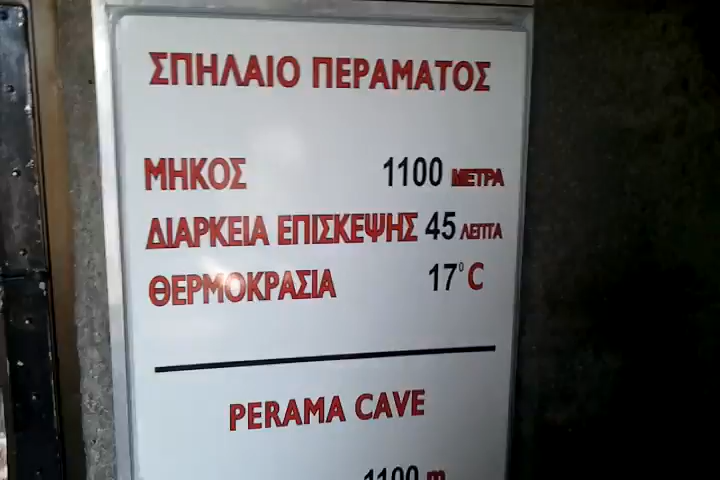 ΣΠΗΛΑΙΟ ΠΕΡΑΜΑΤΟΣ
ΜΗΚΟΣ 1100 ΜΕΤΡΑ
ΔΙΑΡΚΕΙΑ ΕΠΙΣΚΕΨΗΣ 45 ΛΕΠΤΑ
ΘΕΡΜΟΚΡΑΣΙΑ 17°C
PERAMA CAVE
1100 m